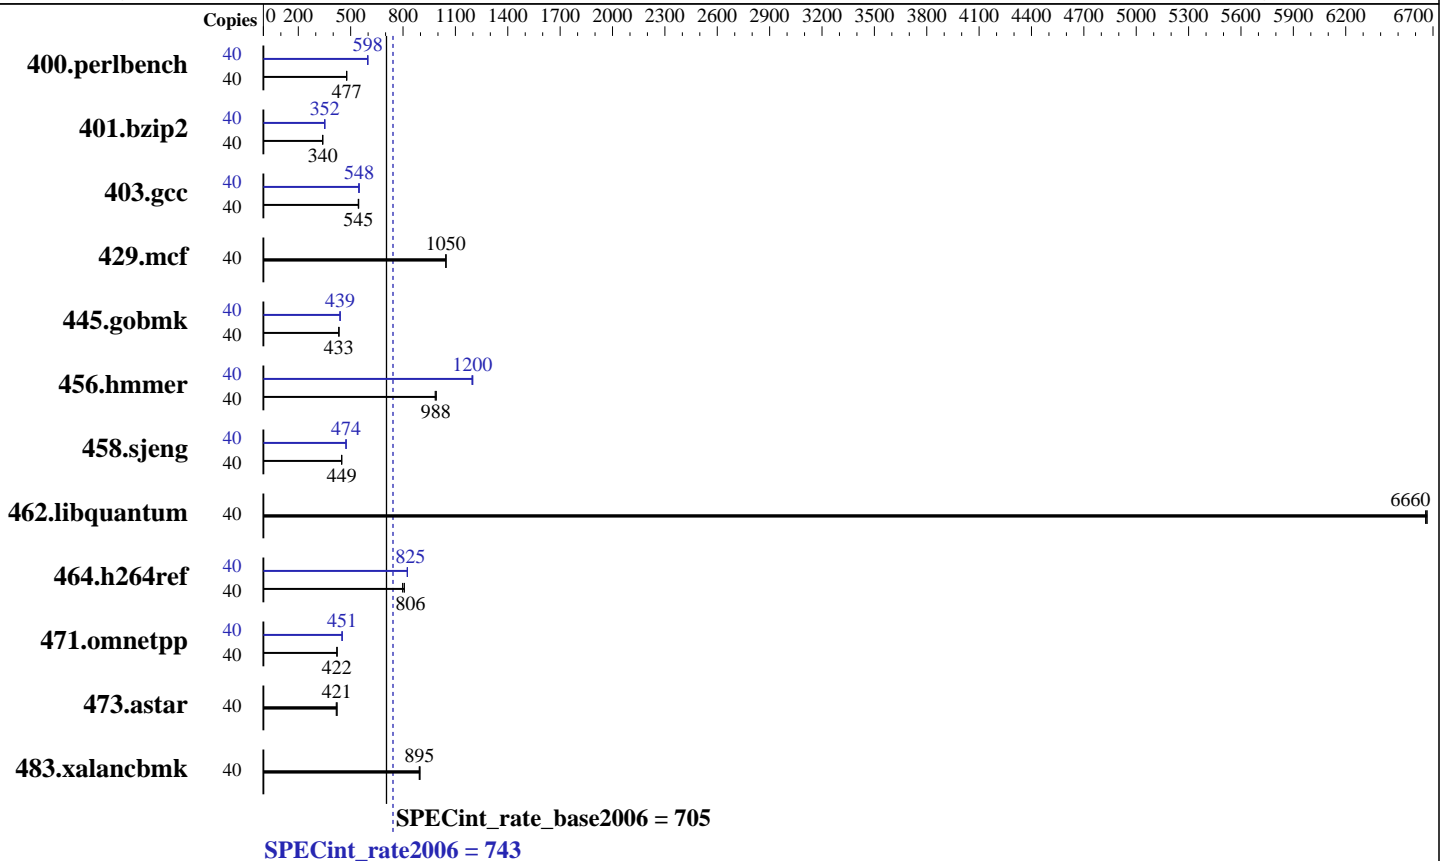 Copies 0 200 500 800 1100 1400 1700 2000 2300 2600 2900 3200 3500 3800 4100 4400 4700 5000 5300 5600 5900 6200 6700
400.perlbench 40 598
40 477
401.bzip2 40 352
40 340
403.gcc 40 548
40 545
429.mcf 40 1050
445.gobmk 40 439
40 433
456.hmmer 40 1200
40 988
458.sjeng 40 474
40 449
462.libquantum 40 6660
464.h264ref 40 825
40 806
471.omnetpp 40 451
40 422
473.astar 40 421
483.xalancbmk 40 895
SPECint_rate_base2006 = 705
SPECint_rate2006 = 743